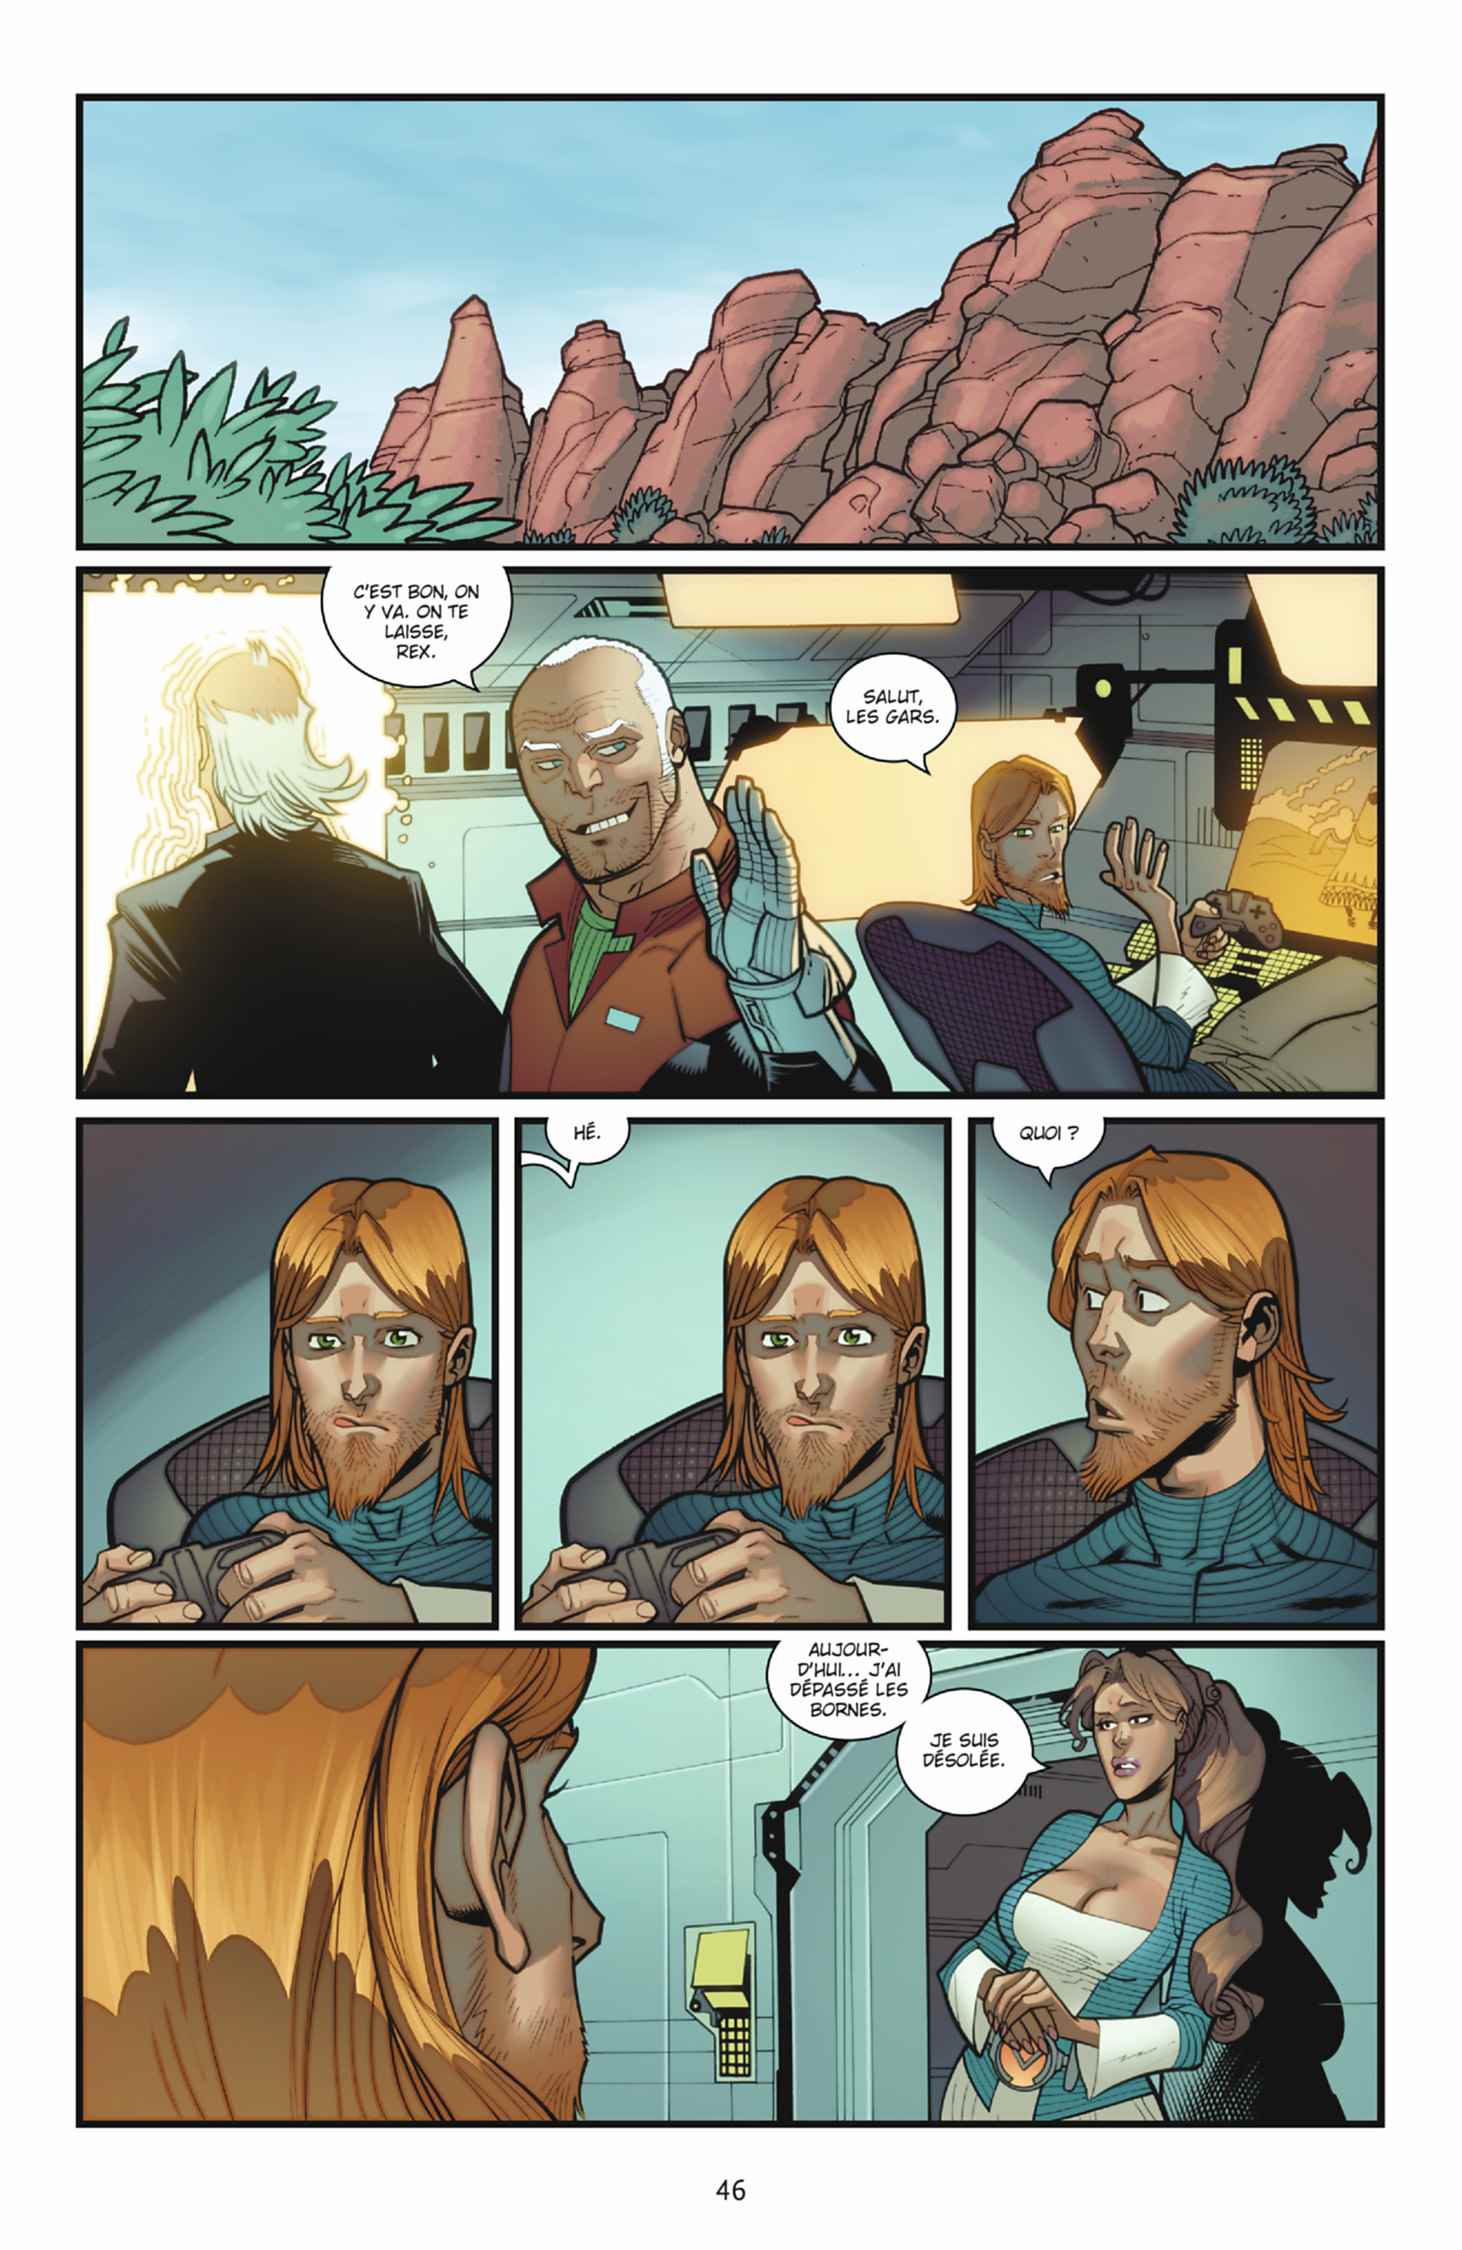 C'EST BON, ON
Y VA. ON TE
LAISSE,
REX.
SALUT,
LES GARS.
HÉ.
QUOI ?
AUJOUR-
D'HUI... J'AI
DÉPASSÉ LES
BORNES.
JE SUIS
DÉSOLÉE.
46